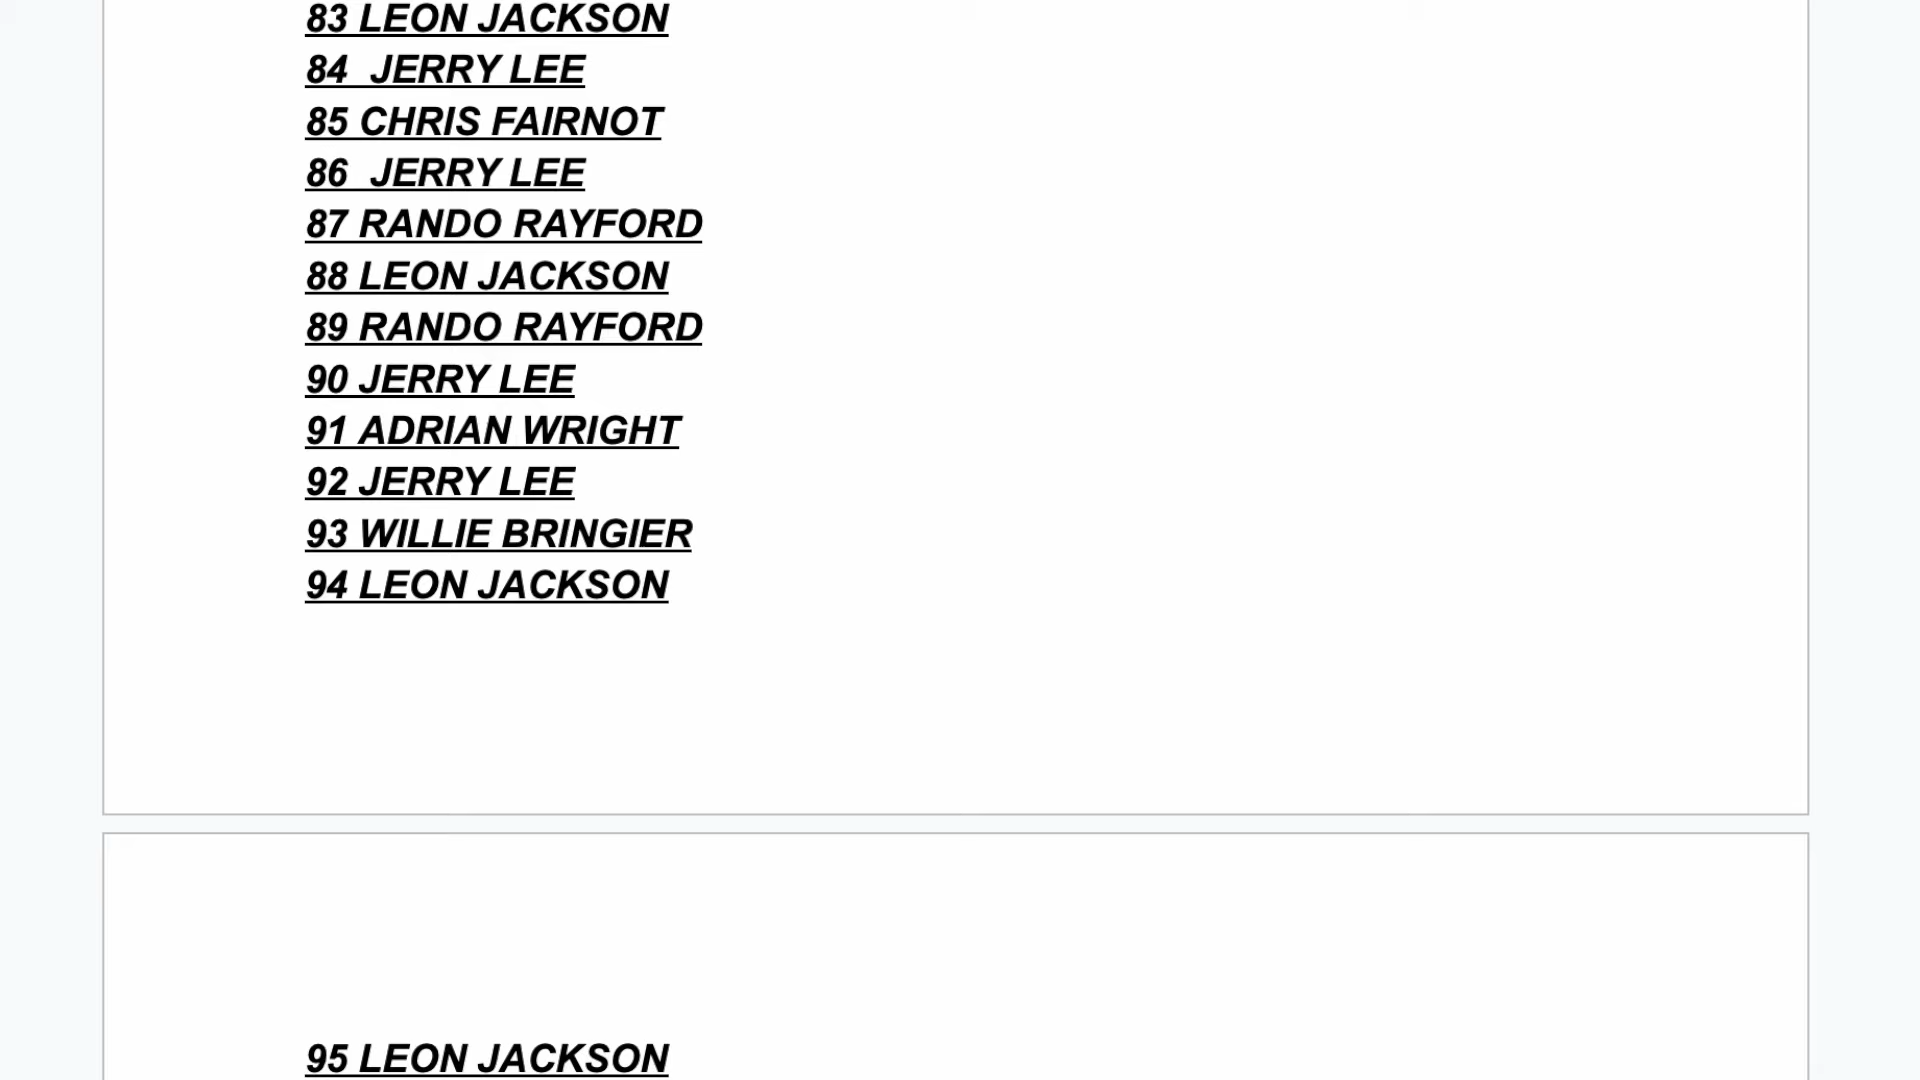 83 LEON JACKSON
84  JERRY LEE
85 CHRIS FAIRNOT
86  JERRY LEE
87 RANDO RAYFORD
88 LEON JACKSON
89 RANDO RAYFORD
90 JERRY LEE
91 ADRIAN WRIGHT
92 JERRY LEE
93 WILLIE BRINGIER
94 LEON JACKSON
95 LEON JACKSON